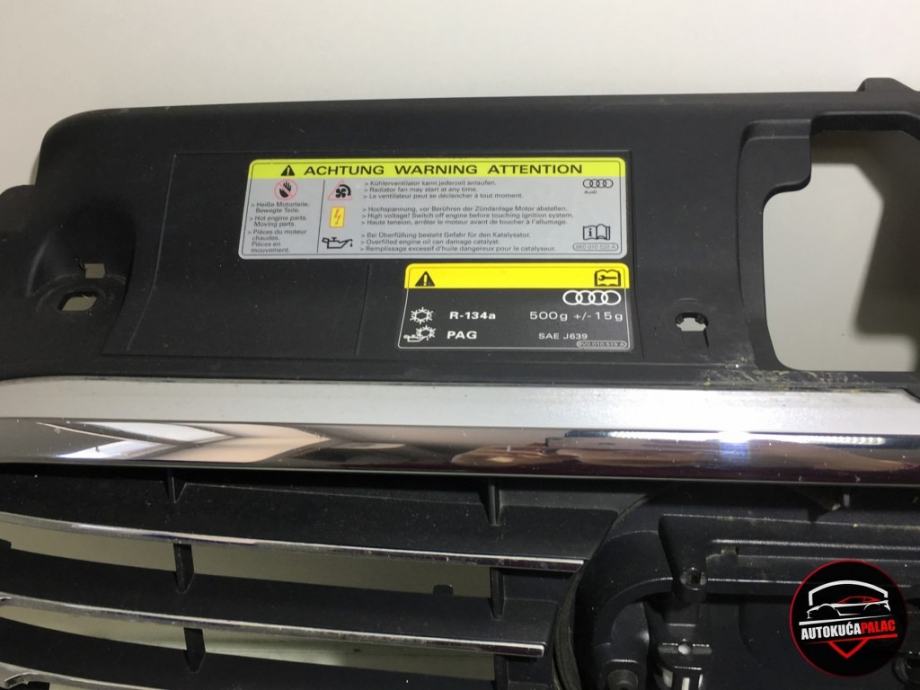 ACHTUNG WARNING ATTENTION
> Heiße Motorteile.
Bewegte Teile.
> Hot engine parts.
Moving parts.
> Pièces du moteur
chaudes.
Pièces en
mouvement.
> Kühlerventilator kann jederzeit anlaufen.
> Radiator fan may start at any time.
> Le ventilateur peut se déclencher à tout moment.
Audi
> Hochspannung, vor Berühren der Zündanlage Motor abstellen.
> High voltage! Switch off engine before touching ignition system.
> Haute tension, arrêter le moteur avant de toucher à l'allumage.
> Bei Überfüllung besteht Gefahr für den Katalysator.
> Overfilled engine oil can damage catalyst.
> Remplissage excessif d'huile dangereux pour le catalyseur.
R-134a 500g +/- 15g
PAG SAE J639
AUTOKUĆAPALAC